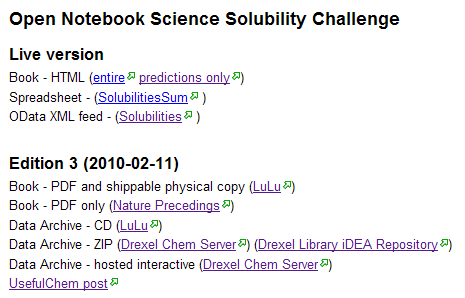 Open Notebook Science Solubility Challenge
Live version
Book - HTML (entire predictions only)
Spreadsheet - (SolubilitiesSum )
OData XML feed - (Solubilities )
Edition 3 (2010-02-11)
Book - PDF and shippable physical copy (LuLu)
Book - PDF only (Nature Precedings)
Data Archive - CD (LuLu)
Data Archive - ZIP (Drexel Chem Server) (Drexel Library iDEA Repository)
Data Archive - hosted interactive (Drexel Chem Server)
UsefulChem post